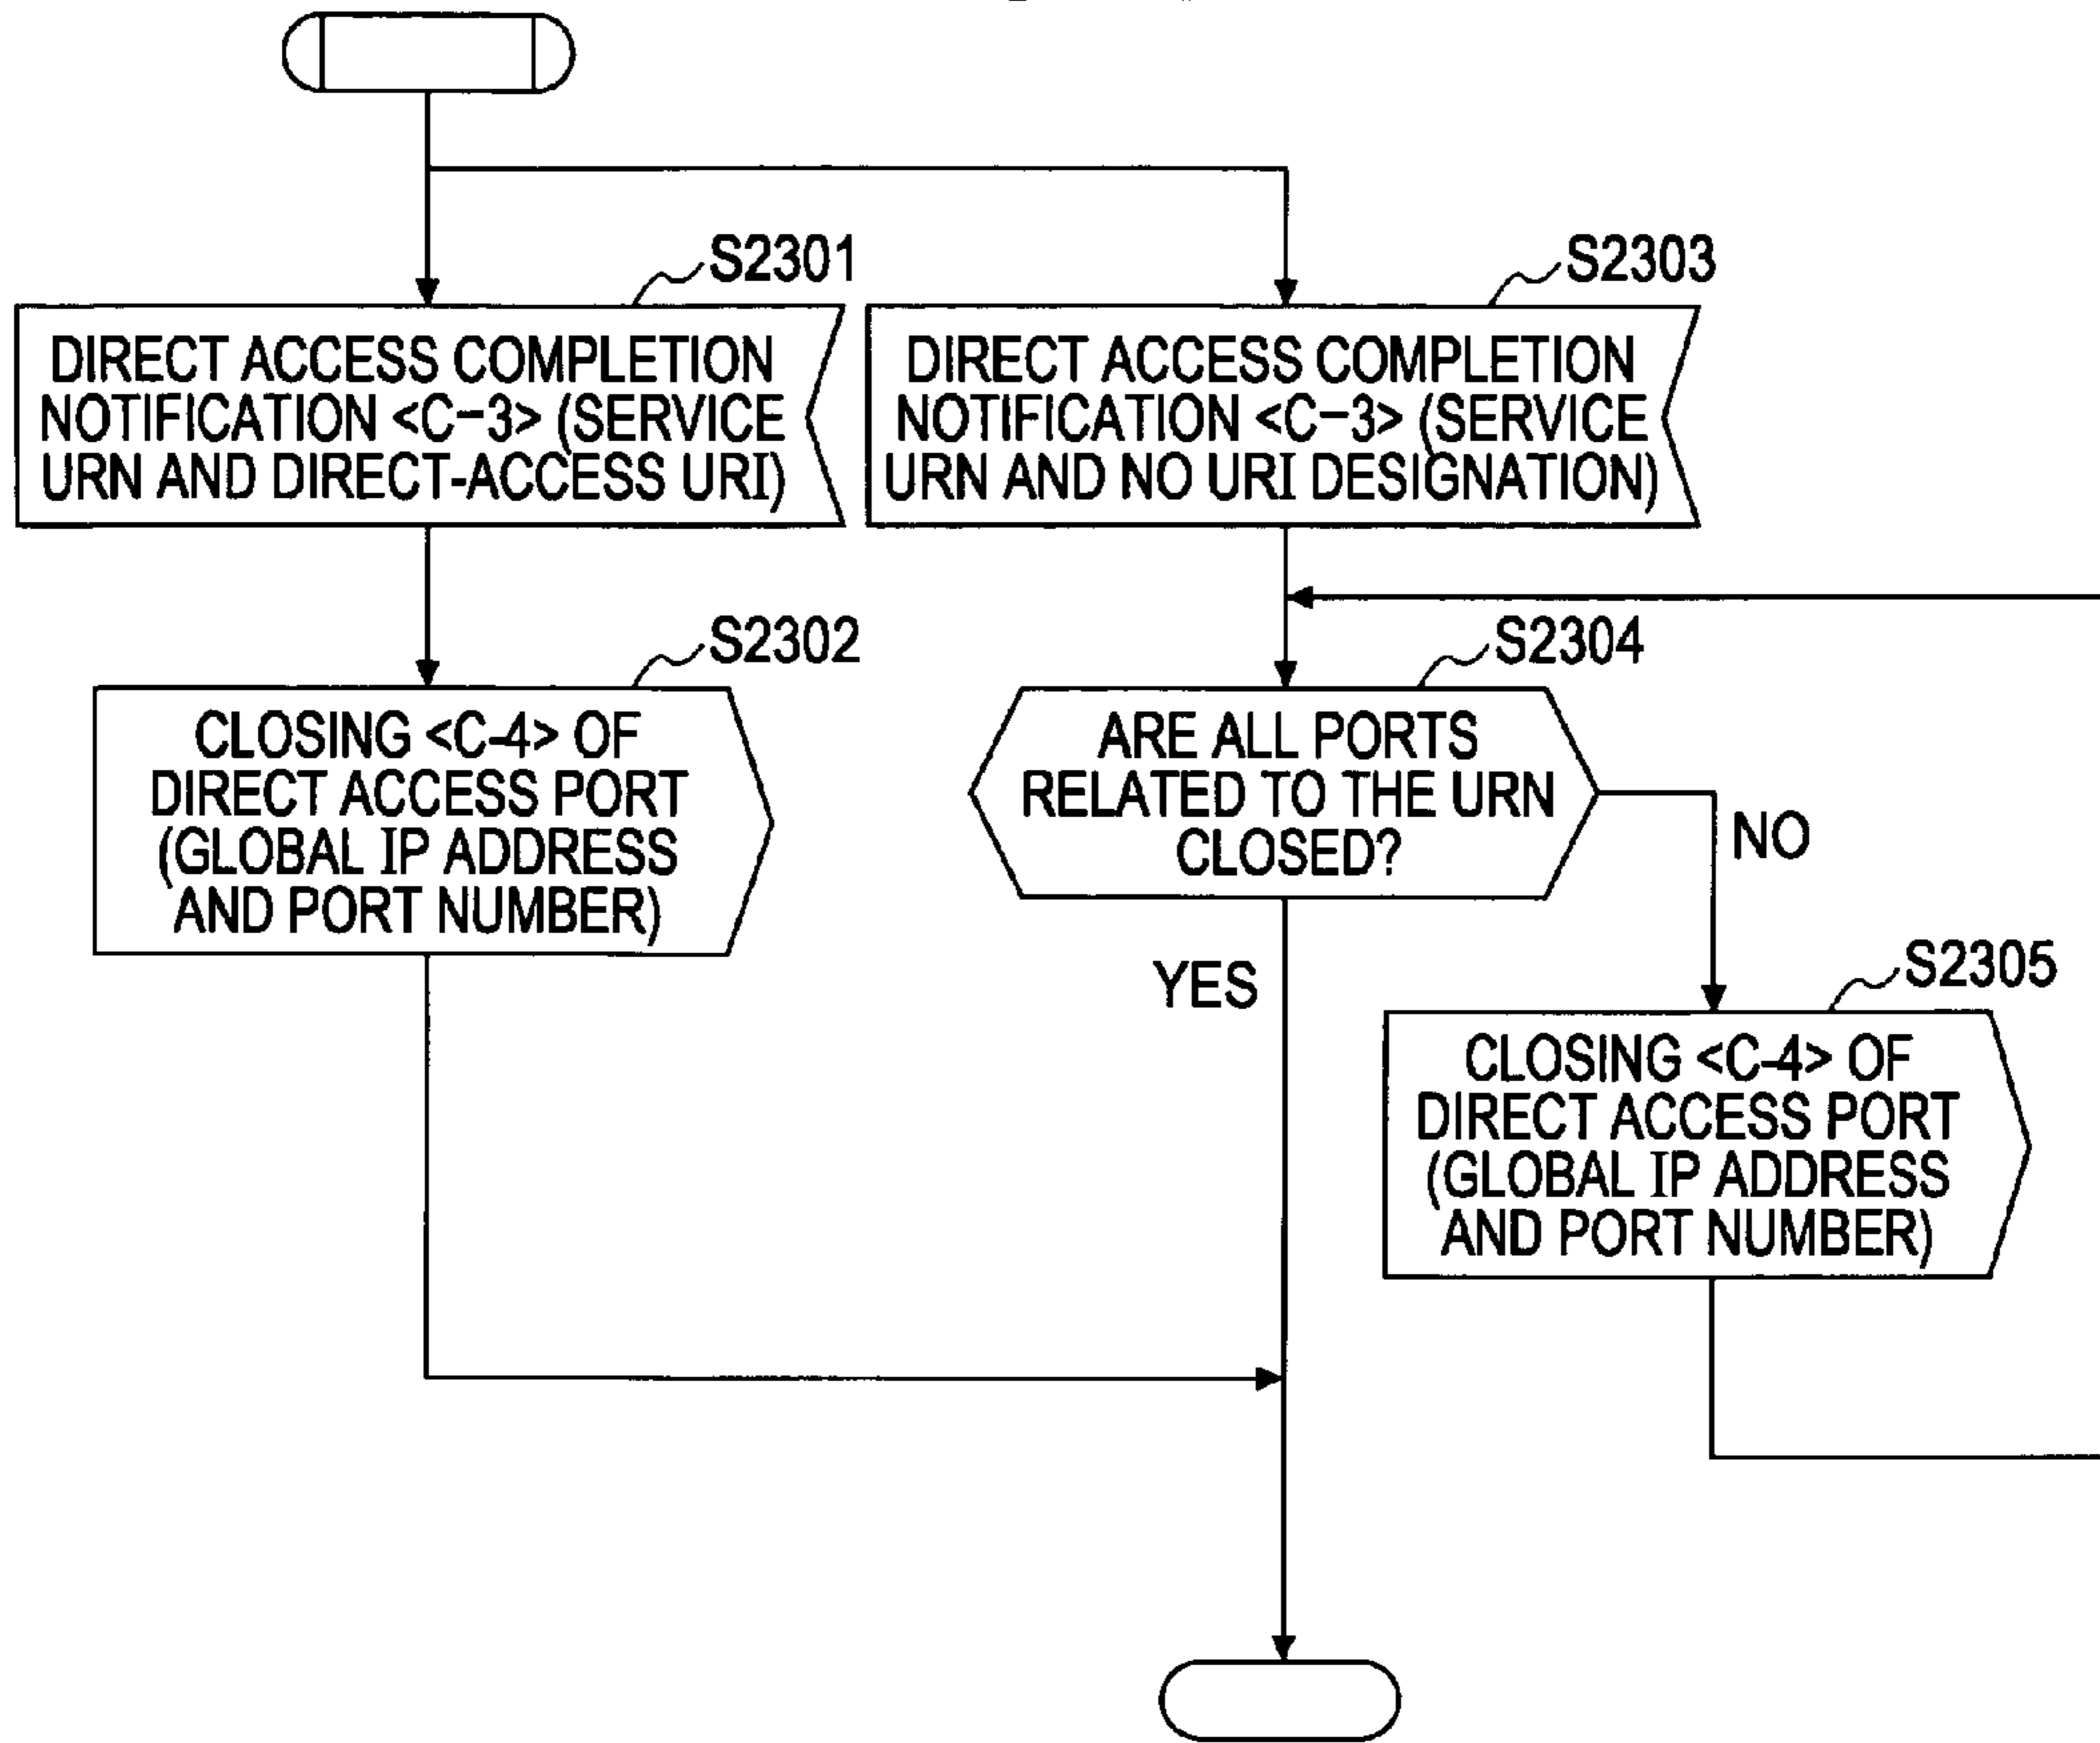 S2301
DIRECT ACCESS COMPLETION
NOTIFICATION <C-3> (SERVICE
URN AND DIRECT-ACCESS URI)
S2303
DIRECT ACCESS COMPLETION
NOTIFICATION <C-3> (SERVICE
URN AND NO URI DESIGNATION)
S2302
CLOSING <C-4> OF
DIRECT ACCESS PORT
(GLOBAL IP ADDRESS
AND PORT NUMBER)
S2304
ARE ALL PORTS
RELATED TO THE URN
CLOSED?
NO
YES
S2305
CLOSING <C-4> OF
DIRECT ACCESS PORT
(GLOBAL IP ADDRESS
AND PORT NUMBER)